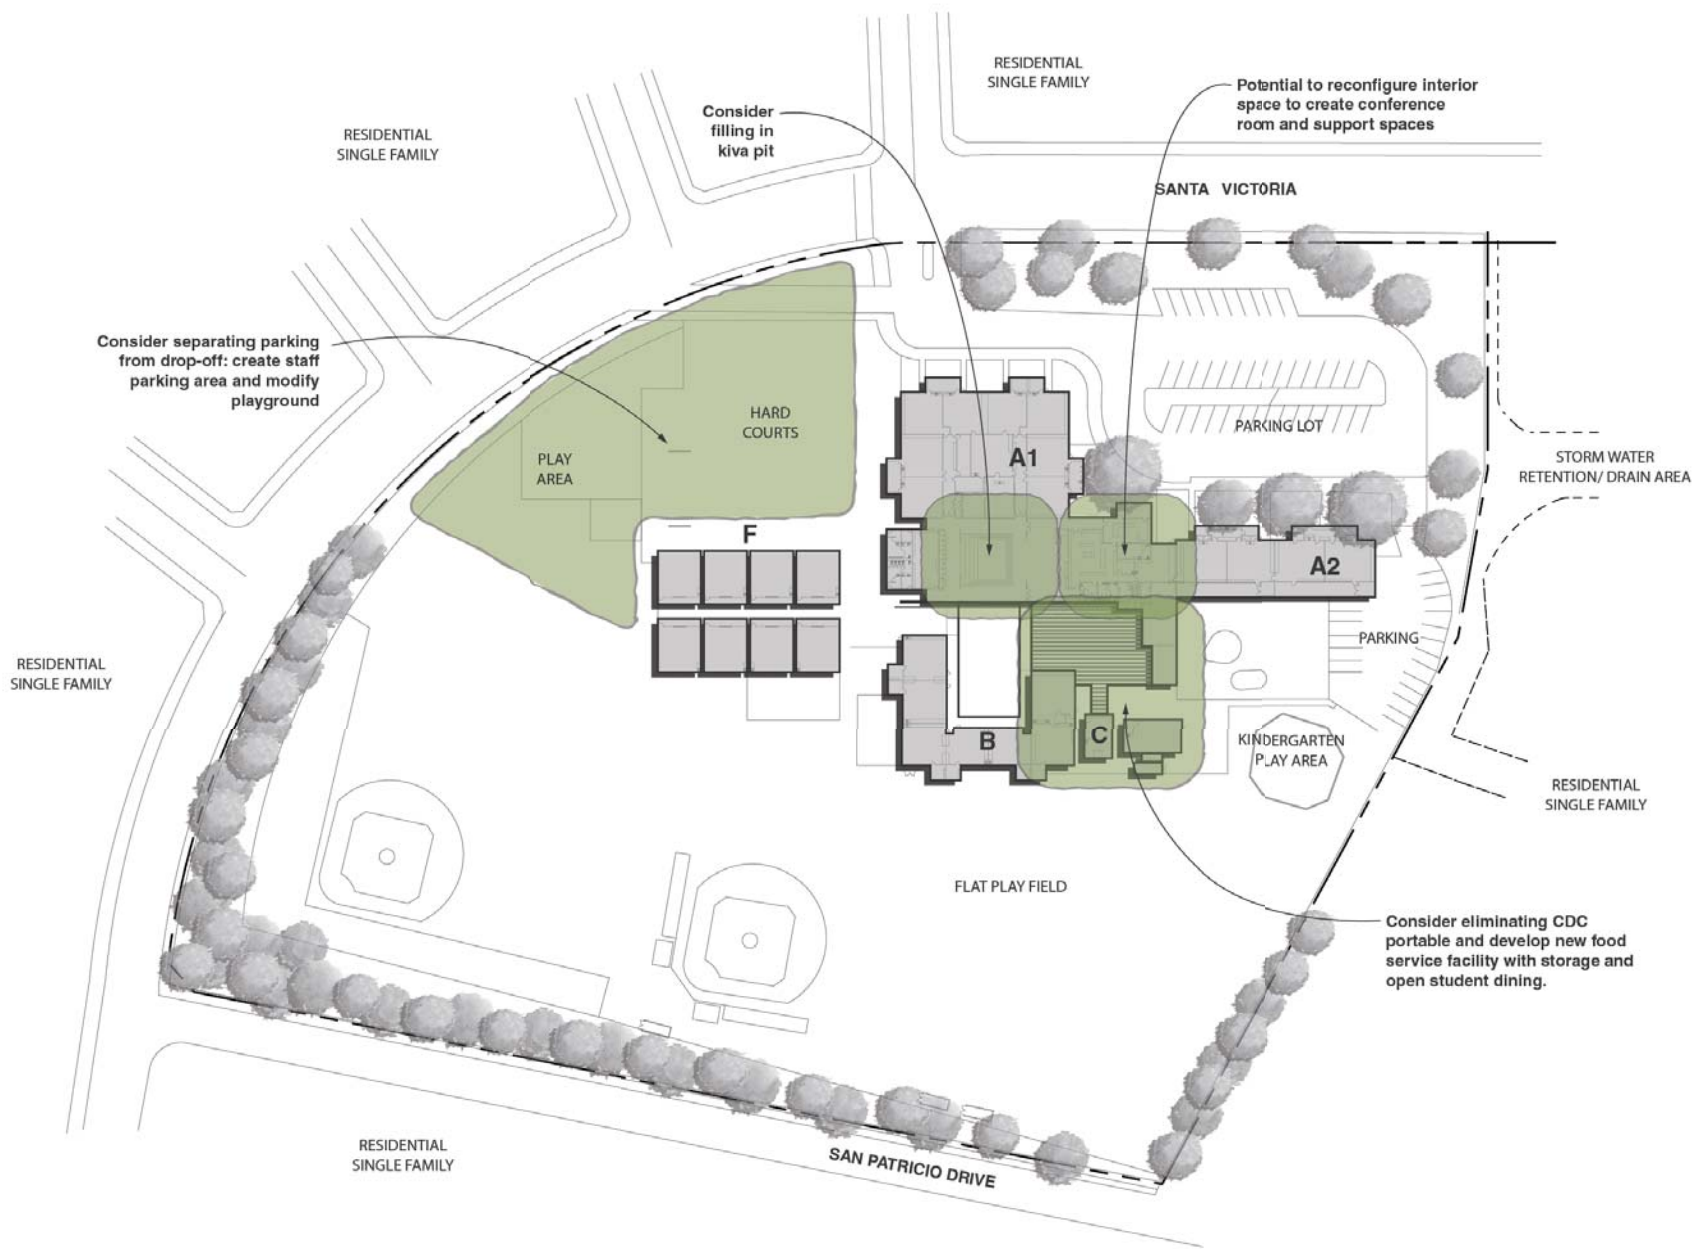 RESIDENTIAL
SINGLE FAMILY
Potential to reconfigure interior
space to create conference
room and support spaces
Consider
filling in
kiva pit
RESIDENTIAL
SINGLE FAMILY
SANTA VICTORIA
Consider separating parking
from drop-off: create staff
parking area and modify
playground
HARD
COURTS
PARKING LOT
PLAY
AREA
A1
STORM WATER
RETENTION/ DRAIN AREA
F
A2
PARKING
RESIDENTIAL
SINGLE FAMILY
B
C
KINDERGARTEN
PLAY AREA
RESIDENTIAL
SINGLE FAMILY
FLAT PLAY FIELD
Consider eliminating CDC
portable and develop new food
service facility with storage and
open student dining.
RESIDENTIAL
SINGLE FAMILY
SAN PATRICIO DRIVE